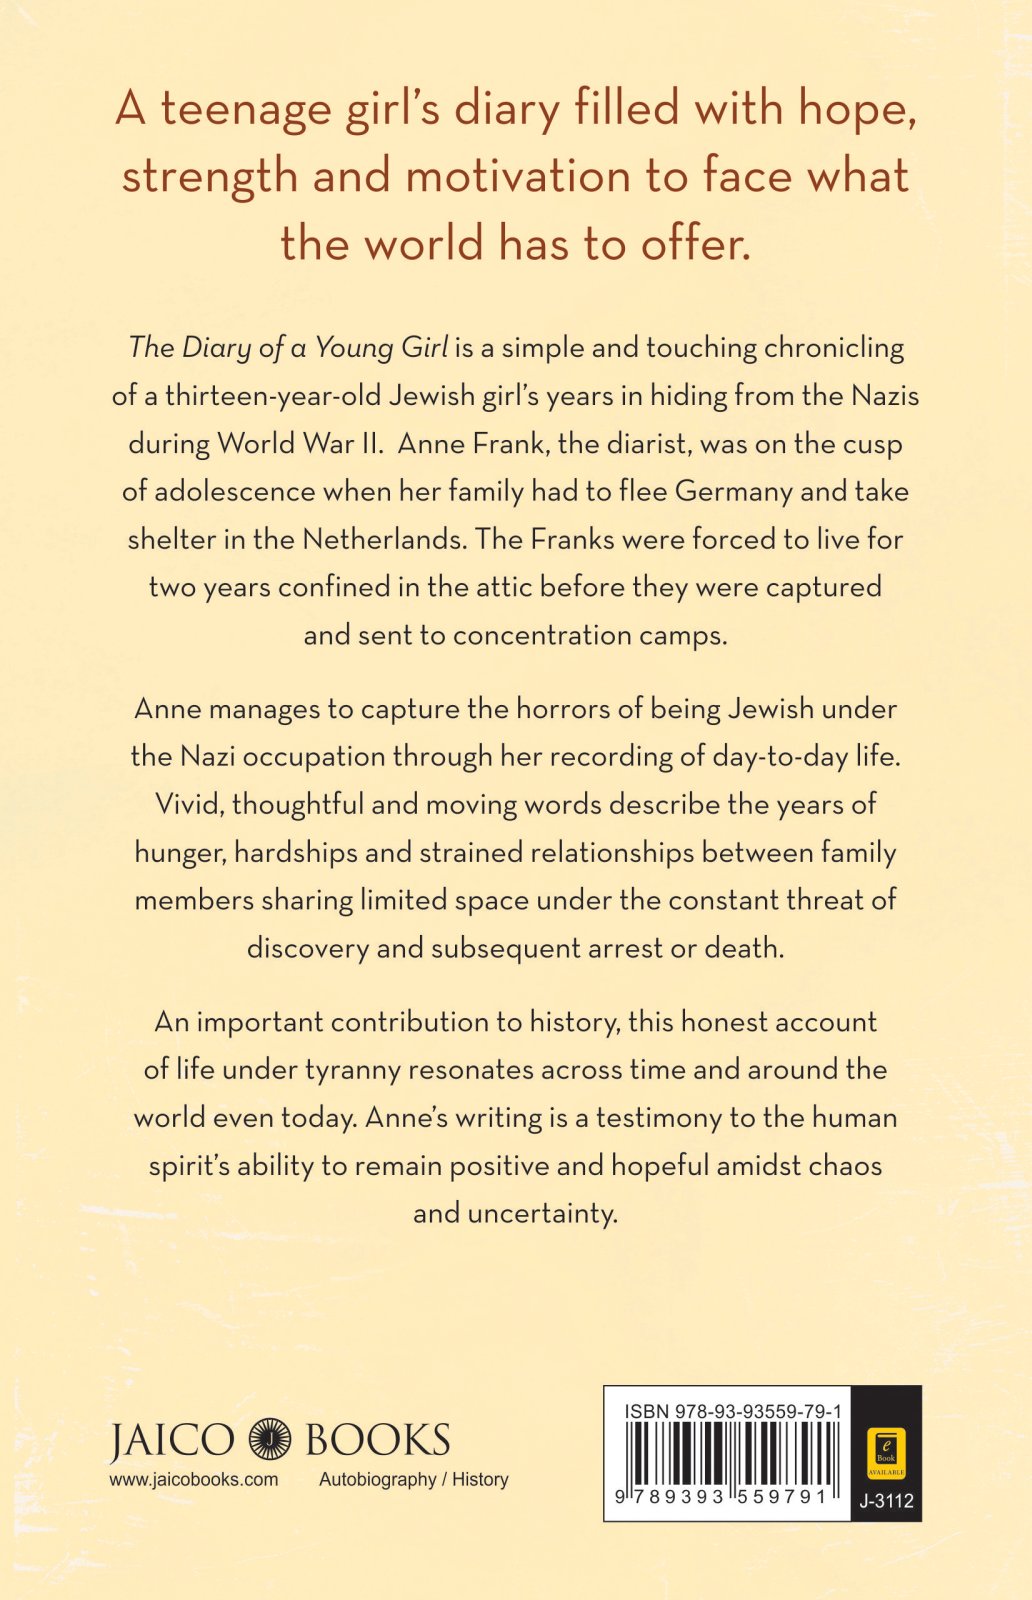 A teenage girl's diary filled with hope,
strength and motivation to face what
the world has to offer.
The Diary of a Young Girl is a simple and touching chronicling
of a thirteen-year-old Jewish girl's years in hiding from the Nazis
during World War II.  Anne Frank, the diarist, was on the cusp
of adolescence when her family had to flee Germany and take
shelter in the Netherlands. The Franks were forced to live for
two years confined in the attic before they were captured
and sent to concentration camps.
Anne manages to capture the horrors of being Jewish under
the Nazi occupation through her recording of day-to-day life.
Vivid, thoughtful and moving words describe the years of
hunger, hardships and strained relationships between family
members sharing limited space under the constant threat of
discovery and subsequent arrest or death.
An important contribution to history, this honest account
of life under tyranny resonates across time and around the
world even today. Anne's writing is a testimony to the human
spirit's ability to remain positive and hopeful amidst chaos
and uncertainty.
JAICO J BOOKS
www.jaicobooks.com Autobiography / History
ISBN 978-93-93559-79-1
9 789393 559791
e
Book
AVAILABLE
J-3112